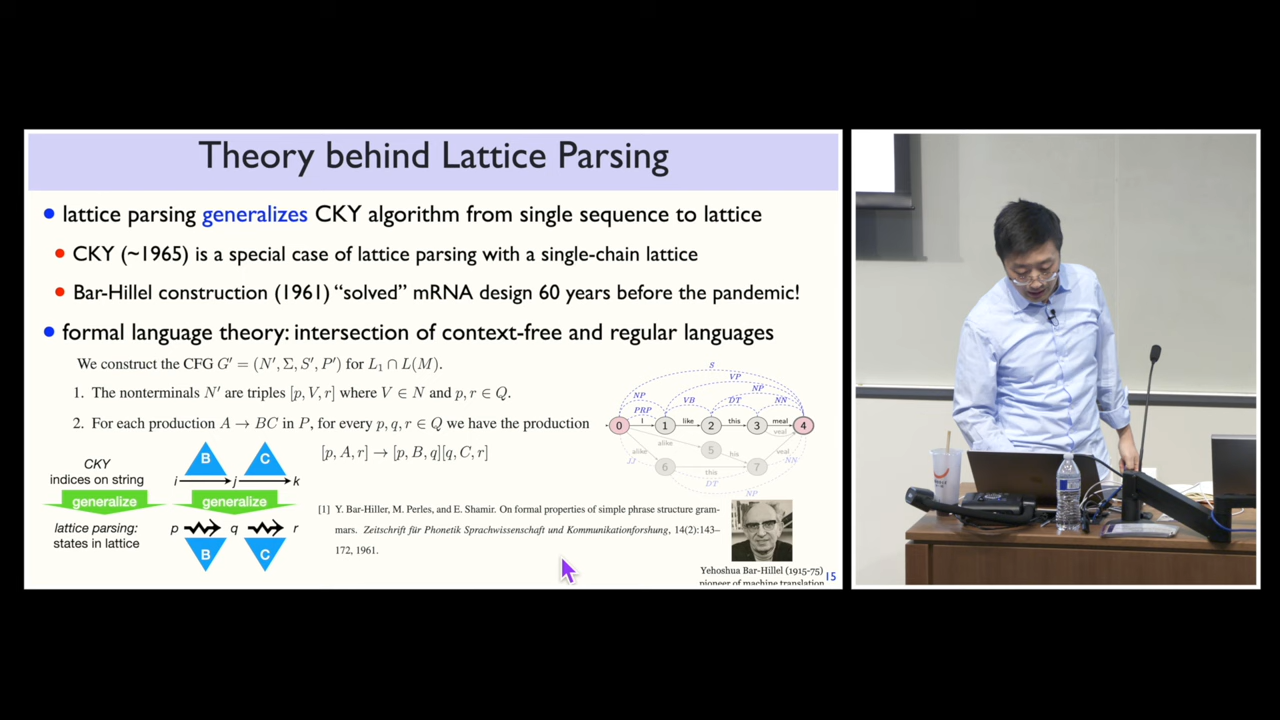 Theory behind Lattice Parsing
• lattice parsing generalizes CKY algorithm from single sequence to lattice
• CKY (~1965) is a special case of lattice parsing with a single-chain lattice
• Bar-Hillel construction (1961) “solved” mRNA design 60 years before the pandemic!
• formal language theory: intersection of context-free and regular languages
We construct the CFG G′ = (N′, Σ, S′, P′) for L₁ ∩ L(M).
1. The nonterminals N′ are triples [p, V, r] where V ∈ N and p, r ∈ Q.
2. For each production A → BC in P, for every p, q, r ∈ Q we have the production
[p, A, r] → [p, B, q][q, C, r]
CKY
indices on string
generalize
lattice parsing:
states in lattice
B C
i j k
generalize
p q r
B C
S
VP
NP
NP VB DT NN
PRP
0 I 1 like 2 this 3 meal 4
veal
alike
alike 5 his veal
JJ 6 this 7 NN
DT
NP
[1] Y. Bar-Hiller, M. Perles, and E. Shamir. On formal properties of simple phrase structure gram-
mars. Zeitschrift für Phonetik Sprachwissenschaft und Kommunikationforshung, 14(2):143–
172, 1961.
Yehoshua Bar-Hillel (1915-75)
pioneer of machine translation
15